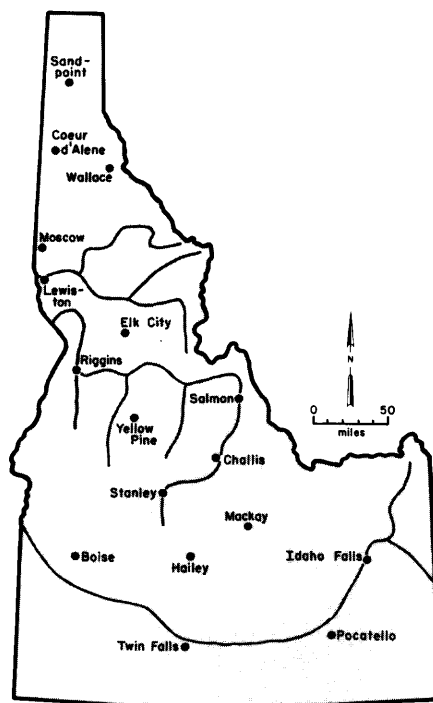 Sand-
point
Coeur
d'Alene
Wallace
Moscow
Lewis-
ton
Elk City
Riggins
N
Salmon
0 50
miles
Yellow
Pine
Challis
Stanley
Mackay
Boise
Hailey
Idaho Falls
Twin Falls
Pocatello